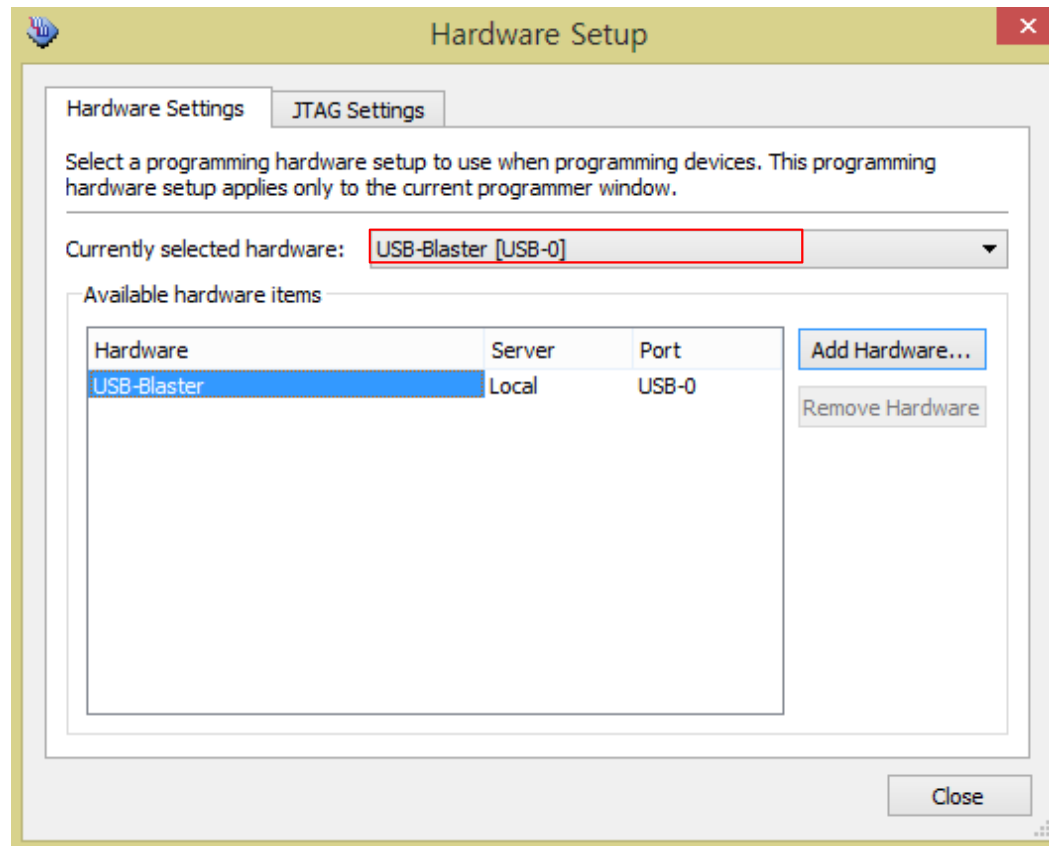 Hardware Setup
Hardware Settings
JTAG Settings
Select a programming hardware setup to use when programming devices. This programming
hardware setup applies only to the current programmer window.
Currently selected hardware: USB-Blaster [USB-0]
Available hardware items
Hardware Server Port
USB-Blaster Local USB-0
Add Hardware...
Remove Hardware
Close